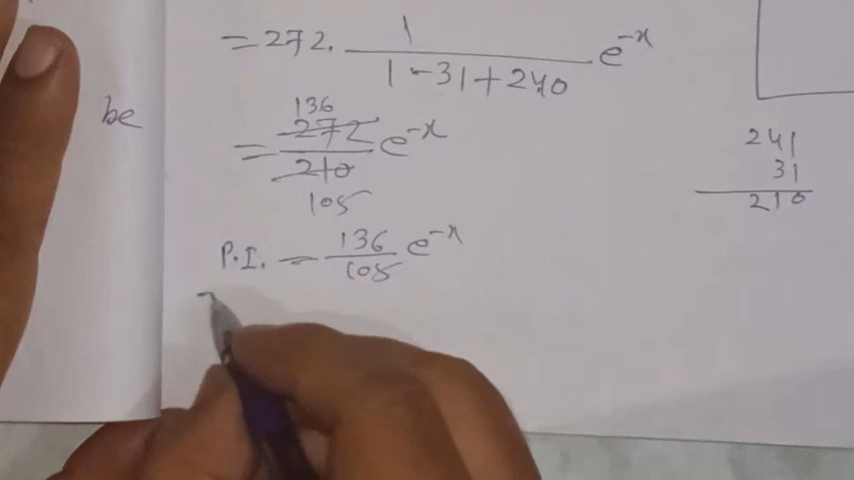 = 272. 1 / (1 - 31 + 240) e^-x
be
136
= 272 / 210 e^-x
105
241
31
210
P.I. = 136 / 105 e^-x